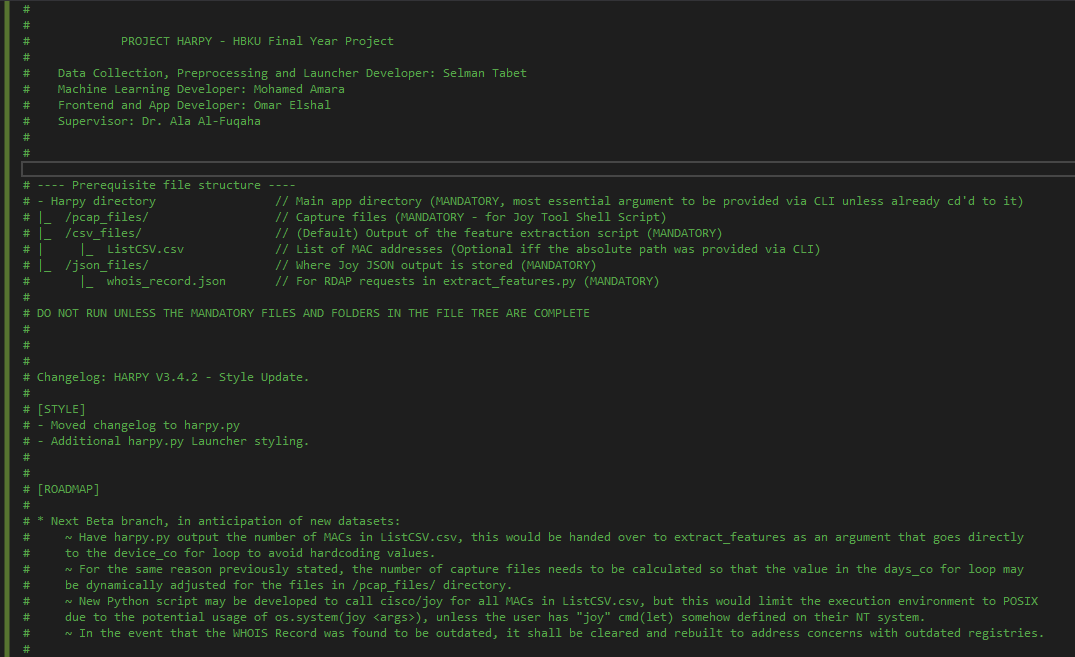 #
#
#             PROJECT HARPY - HBKU Final Year Project
#
#    Data Collection, Preprocessing and Launcher Developer: Selman Tabet
#    Machine Learning Developer: Mohamed Amara
#    Frontend and App Developer: Omar Elshal
#    Supervisor: Dr. Ala Al-Fuqaha
#
#
# ---- Prerequisite file structure ----
# - Harpy directory                 // Main app directory (MANDATORY, most essential argument to be provided via CLI unless already cd'd to it)
# |_  /pcap_files/                  // Capture files (MANDATORY - for Joy Tool Shell Script)
# |_  /csv_files/                   // (Default) Output of the feature extraction script (MANDATORY)
# |     |_  ListCSV.csv             // List of MAC addresses (Optional iff the absolute path was provided via CLI)
# |_  /json_files/                  // Where Joy JSON output is stored (MANDATORY)
#       |_  whois_record.json       // For RDAP requests in extract_features.py (MANDATORY)
#
# DO NOT RUN UNLESS THE MANDATORY FILES AND FOLDERS IN THE FILE TREE ARE COMPLETE
#
#
#
# Changelog: HARPY V3.4.2 - Style Update.
#
# [STYLE]
# - Moved changelog to harpy.py
# - Additional harpy.py Launcher styling.
#
#
# [ROADMAP]
#
# * Next Beta branch, in anticipation of new datasets:
#     ~ Have harpy.py output the number of MACs in ListCSV.csv, this would be handed over to extract_features as an argument that goes directly
#     to the device_co for loop to avoid hardcoding values.
#     ~ For the same reason previously stated, the number of capture files needs to be calculated so that the value in the days_co for loop may
#     be dynamically adjusted for the files in /pcap_files/ directory.
#     ~ New Python script may be developed to call cisco/joy for all MACs in ListCSV.csv, but this would limit the execution environment to POSIX
#     due to the potential usage of os.system(joy <args>), unless the user has "joy" cmd(let) somehow defined on their NT system.
#     ~ In the event that the WHOIS Record was found to be outdated, it shall be cleared and rebuilt to address concerns with outdated registries.
#